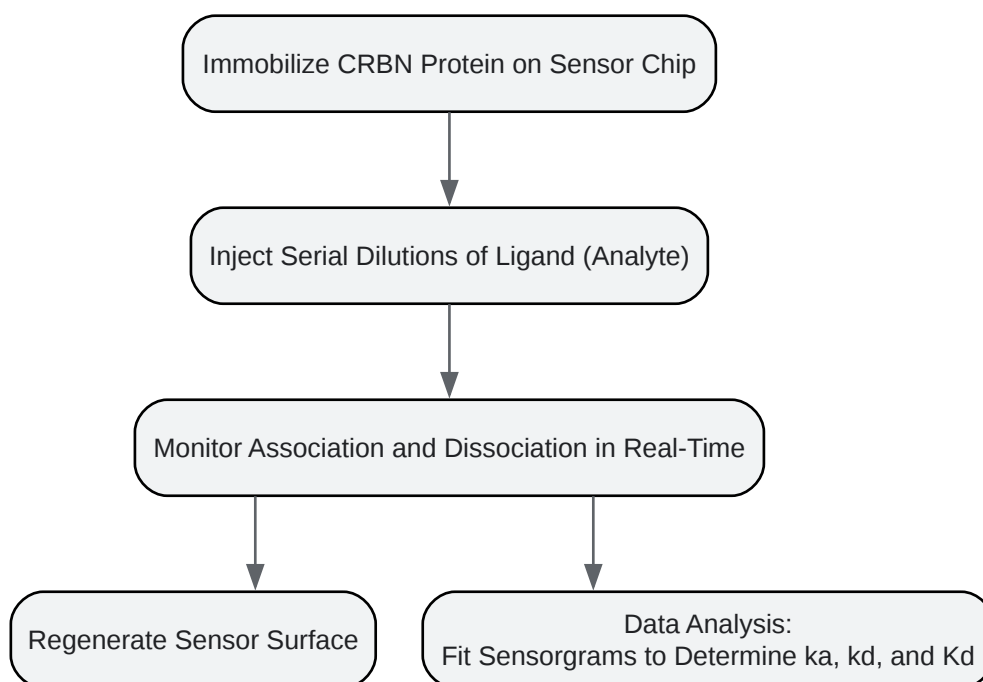 Immobilize CRBN Protein on Sensor Chip
Inject Serial Dilutions of Ligand (Analyte)
Monitor Association and Dissociation in Real-Time
Regenerate Sensor Surface
Data Analysis:
Fit Sensorgrams to Determine ka, kd, and Kd